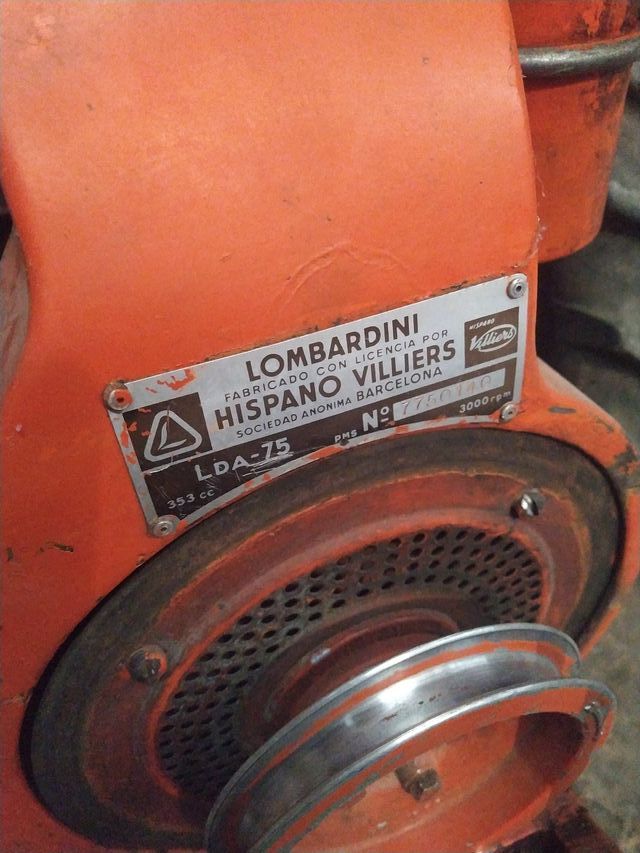 LOMBARDINI
FABRICADO CON LICENCIA POR
HISPANO VILLIERS
SOCIEDAD ANONIMA BARCELONA
HISPANO
Villiers
LDA-75
DMS Nº 7750140
353 cc
3000 rpm